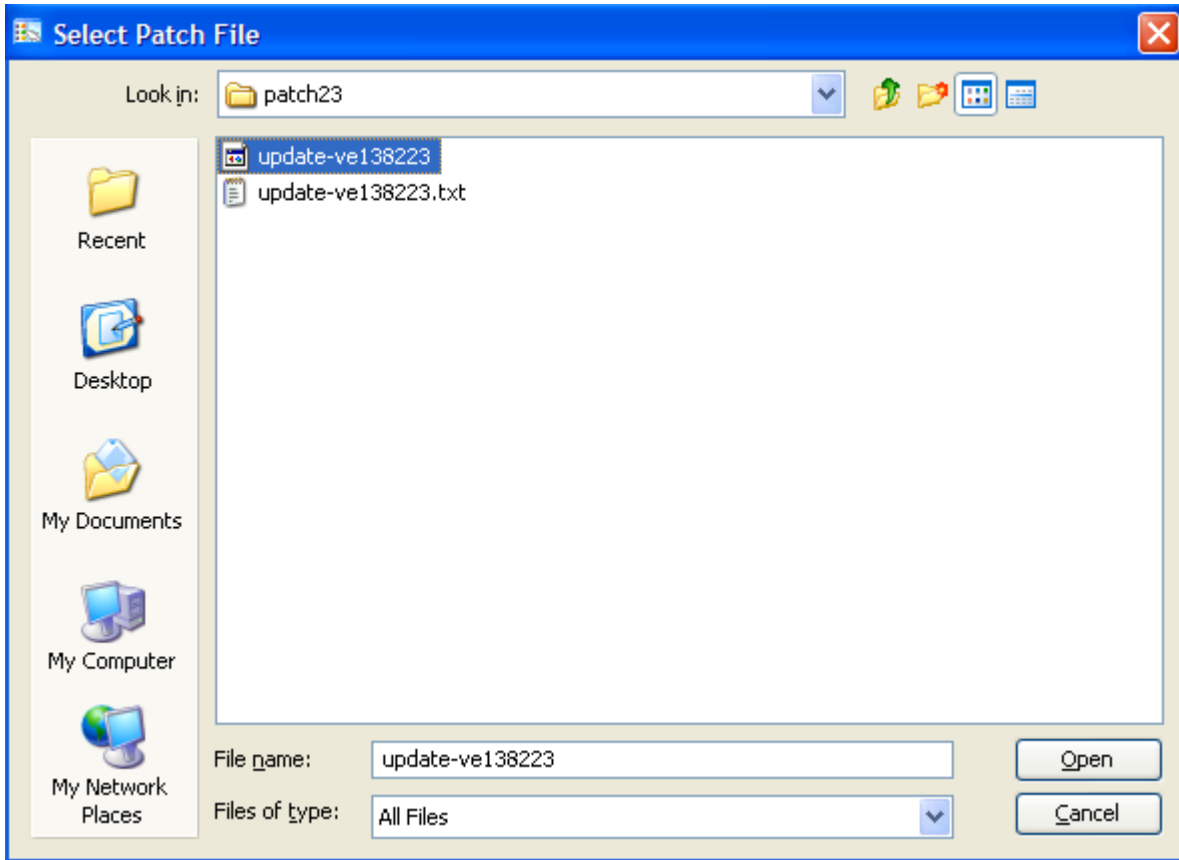 Select Patch File
Look in: patch23
update-ve138223
update-ve138223.txt
Recent
Desktop
My Documents
My Computer
My Network
Places
File name: update-ve138223
Open
Files of type: All Files
Cancel